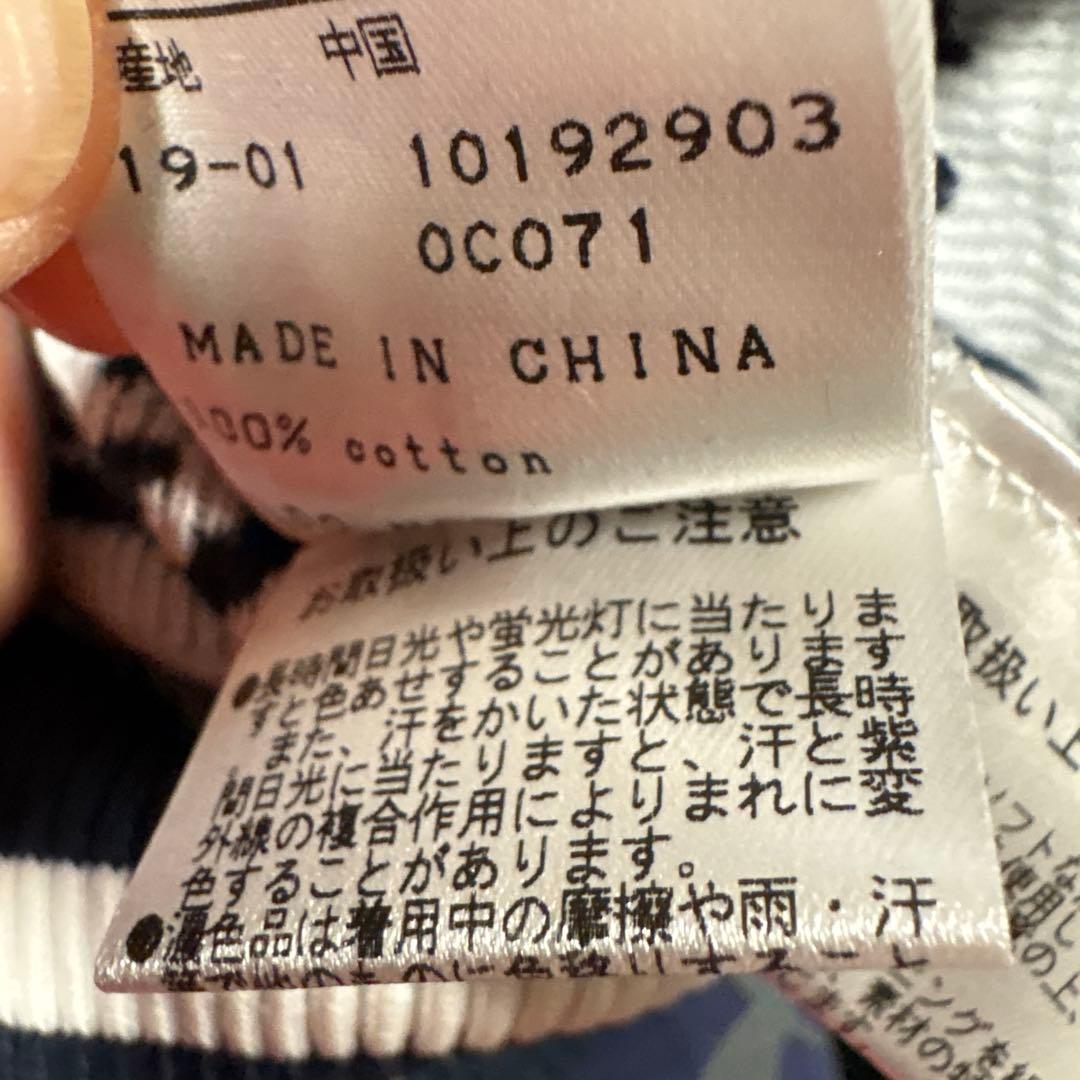 産地 中国
19-01 10192903
0C071
MADE IN CHINA
100% cotton
お取扱い上のご注意
●長時間日光や蛍光灯に当たりま
すと色あせすることがあります
また、汗をかいた状態で長時
間日光に当たりますと、汗と紫
外線の複合作用によりまれに変
色することがあります。
●濃色品は着用中の摩擦や雨・汗
取扱い上